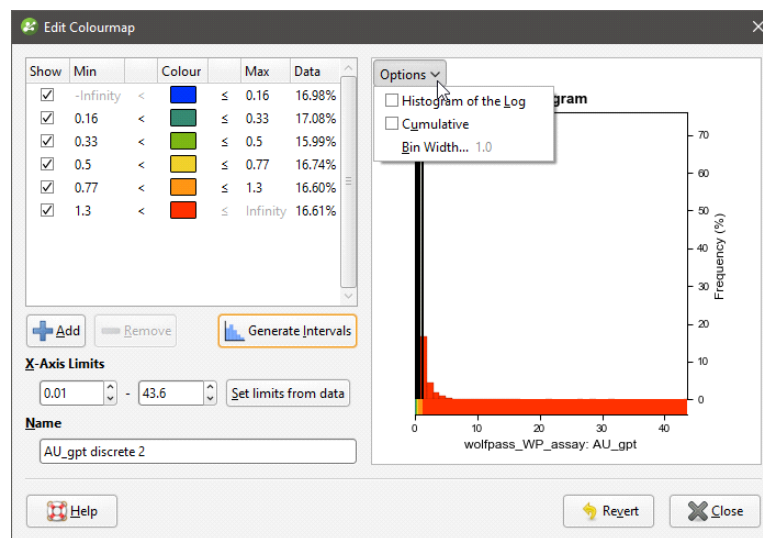 Edit Colourmap
Show Min Colour Max Data
-Infinity < ≤ 0.16 16.98%
0.16 < ≤ 0.33 17.08%
0.33 < ≤ 0.5 15.99%
0.5 < ≤ 0.77 16.74%
0.77 < ≤ 1.3 16.60%
1.3 < ≤ Infinity 16.61%
Add
Remove
Generate Intervals
X-Axis Limits
0.01 - 43.6 Set limits from data
Name
AU_gpt discrete 2
Options
gram
Histogram of the Log
Cumulative
Bin Width... 1.0
70
60
50
40
30
20
10
0
Frequency (%)
0 10 20 30 40
wolfpass_WP_assay: AU_gpt
Help
Revert
Close